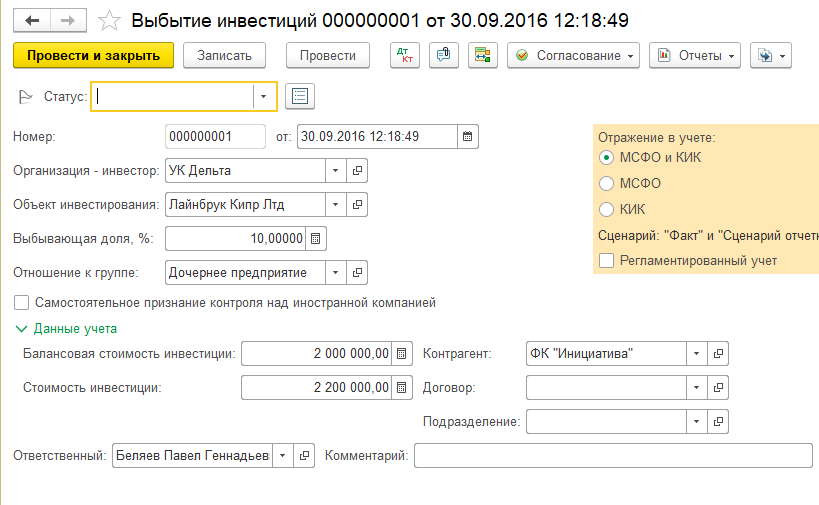 Выбытие инвестиций 000000001 от 30.09.2016 12:18:49
Провести и закрыть Записать Провести Дт Кт Согласование Отчеты
Статус:
Номер: 000000001 от: 30.09.2016 12:18:49
Отражение в учете:
МСФО и КИК
Организация - инвестор: УК Дельта
МСФО
Объект инвестирования: Лайнбрук Кипр Лтд
КИК
Выбывающая доля, %: 10,00000
Сценарий: "Факт" и "Сценарий отчетн
Отношение к группе: Дочернее предприятие
Регламентированный учет
Самостоятельное признание контроля над иностранной компанией
Данные учета
Балансовая стоимость инвестиции: 2 000 000,00 Контрагент: ФК "Инициатива"
Стоимость инвестиции: 2 200 000,00 Договор:
Подразделение:
Ответственный: Беляев Павел Геннадьев Комментарий: